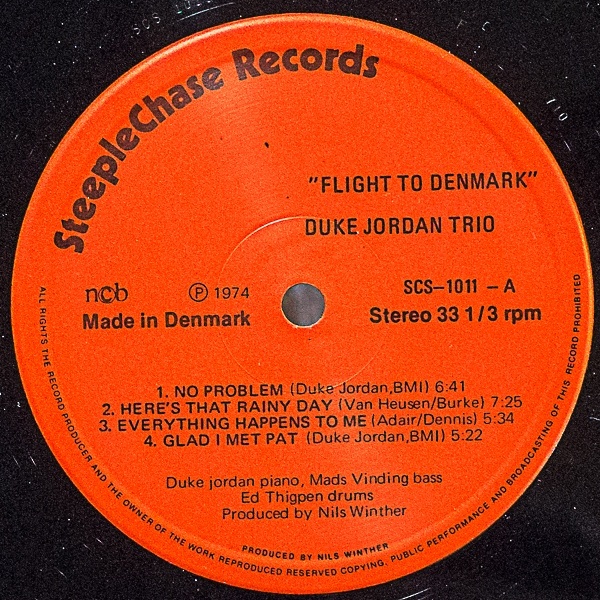 SteepleChase Records
"FLIGHT TO DENMARK"
DUKE JORDAN TRIO
ncb
Ⓟ 1974
SCS-1011 - A
Made in Denmark
Stereo 33 1/3 rpm
1. NO PROBLEM (Duke Jordan,BMI) 6:41
2. HERE'S THAT RAINY DAY (Van Heusen/Burke) 7:25
3. EVERYTHING HAPPENS TO ME (Adair/Dennis) 5:34
4. GLAD I MET PAT (Duke Jordan,BMI) 5:22
Duke jordan piano, Mads Vinding bass
Ed Thigpen drums
Produced by Nils Winther
PRODUCED BY NILS WINTHER
ALL RIGHTS THE RECORD PRODUCER AND THE OWNER OF THE WORK REPRODUCED RESERVED COPYING, PUBLIC PERFORMANCE AND BROADCASTING OF THIS RECORD PROHIBITED